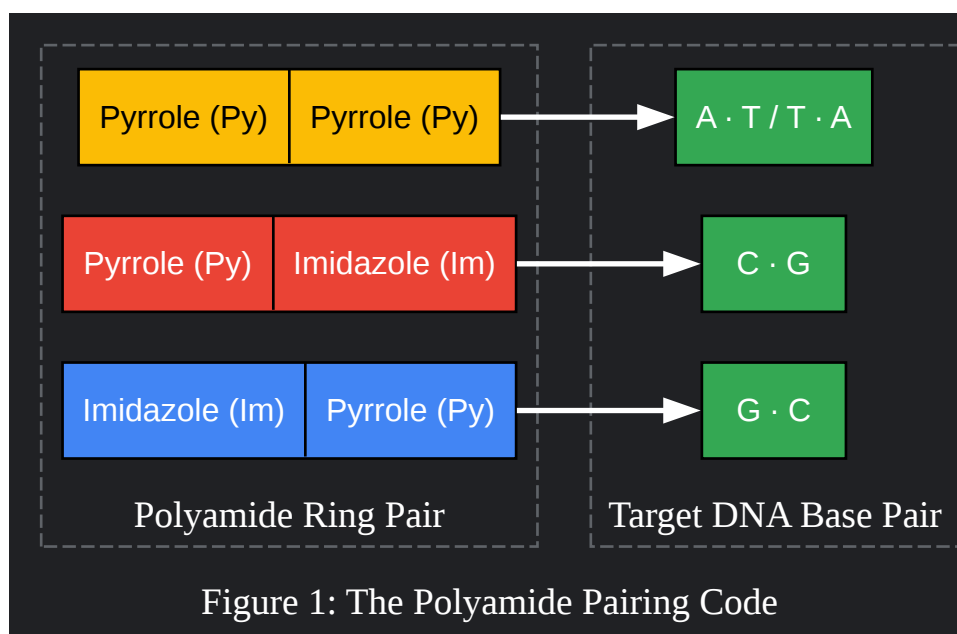 Pyrrole (Py) Pyrrole (Py) A · T / T · A
Pyrrole (Py) Imidazole (Im) C · G
Imidazole (Im) Pyrrole (Py) G · C
Polyamide Ring Pair Target DNA Base Pair
Figure 1: The Polyamide Pairing Code